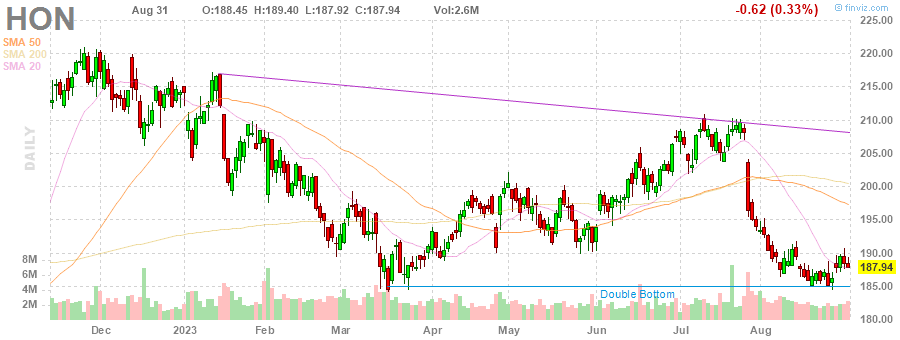 HON
Aug 31 O:188.45 H:189.40 L:187.92 C:187.94 Vol:2.6M -0.62 (0.33%) © finviz.com
SMA 50
SMA 200
SMA 20
DAILY
225.00
220.00
215.00
210.00
205.00
200.00
195.00
190.00
187.94
185.00
180.00
8M
6M
4M
2M
Double Bottom
Dec 2023 Feb Mar Apr May Jun Jul Aug